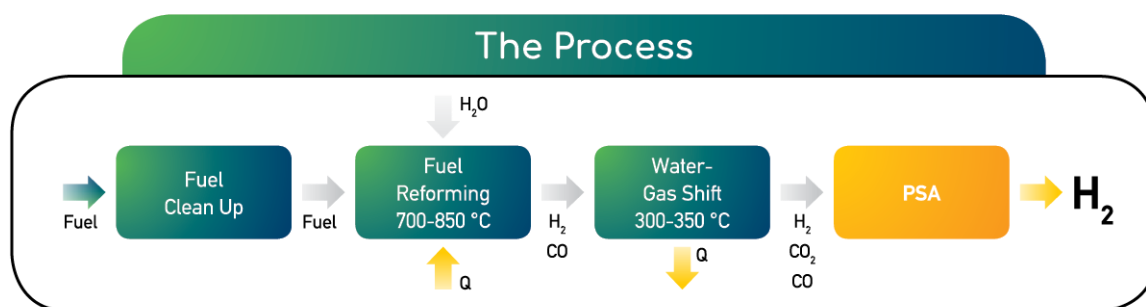 The Process
H₂O
Fuel
Fuel
Clean Up
Fuel
Fuel
Reforming
700-850 °C
Q
H₂
CO
Water-
Gas Shift
300-350 °C
Q
H₂
CO₂
CO
PSA
H₂